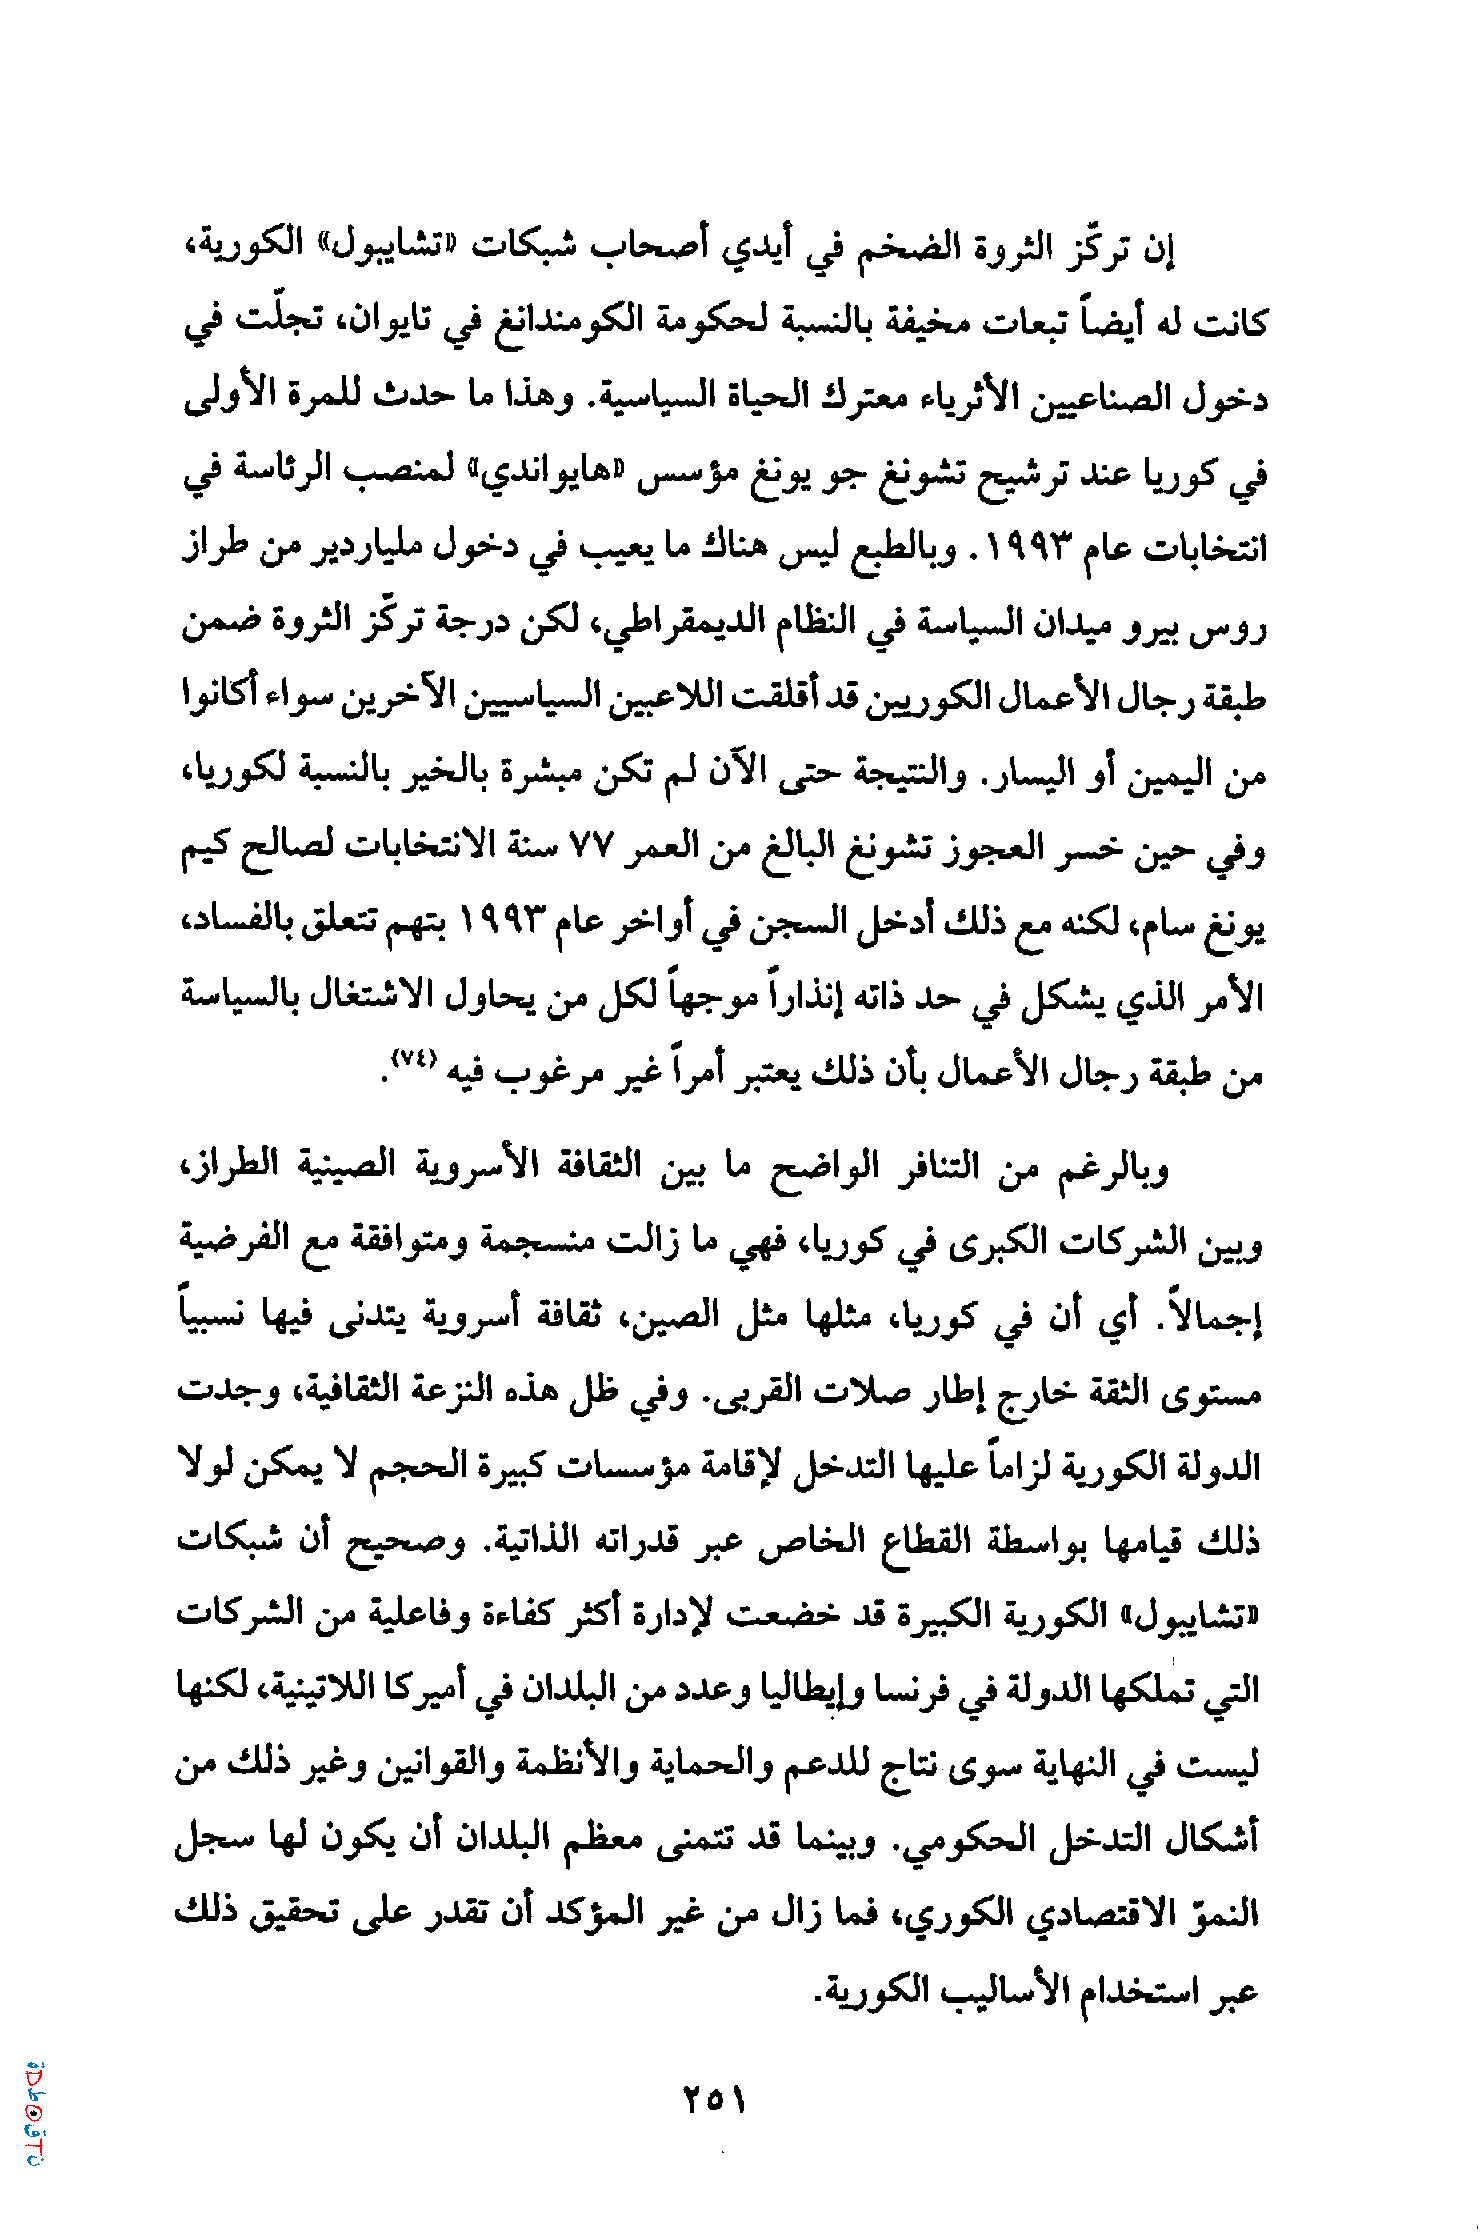 إن تركّز الثروة الضخم في أيدي أصحاب شبكات «تشايبول» الكورية،
كانت له أيضاً تبعات مخيفة بالنسبة لحكومة الكومندانغ في تايوان، تجلّت في
دخول الصناعيين الأثرياء معترك الحياة السياسية. وهذا ما حدث للمرة الأولى
في كوريا عند ترشيح تشونغ جو يونغ مؤسس «هايواندي» لمنصب الرئاسة في
انتخابات عام ١٩٩٣. وبالطبع ليس هناك ما يعيب في دخول ملياردير من طراز
روس بيرو ميدان السياسة في النظام الديمقراطي، لكن درجة تركّز الثروة ضمن
طبقة رجال الأعمال الكوريين قد أقلقت اللاعبين السياسيين الآخرين سواء أكانوا
من اليمين أو اليسار. والنتيجة حتى الآن لم تكن مبشرة بالخير بالنسبة لكوريا،
وفي حين خسر العجوز تشونغ البالغ من العمر ٧٧ سنة الانتخابات لصالح كيم
يونغ سام، لكنه مع ذلك أدخل السجن في أواخر عام ١٩٩٣ بتهم تتعلق بالفساد،
الأمر الذي يشكل في حد ذاته إنذاراً موجهاً لكل من يحاول الاشتغال بالسياسة
من طبقة رجال الأعمال بأن ذلك يعتبر أمراً غير مرغوب فيه (٧٤).
وبالرغم من التنافر الواضح ما بين الثقافة الأسروية الصينية الطراز،
وبين الشركات الكبرى في كوريا، فهي ما زالت منسجمة ومتوافقة مع الفرضية
إجمالاً. أي أن في كوريا، مثلها مثل الصين، ثقافة أسروية يتدنى فيها نسبياً
مستوى الثقة خارج إطار صلات القربى. وفي ظل هذه النزعة الثقافية، وجدت
الدولة الكورية لزاماً عليها التدخل لإقامة مؤسسات كبيرة الحجم لا يمكن لولا
ذلك قيامها بواسطة القطاع الخاص عبر قدراته الذاتية. وصحيح أن شبكات
«تشايبول» الكورية الكبيرة قد خضعت لإدارة أكثر كفاءة وفاعلية من الشركات
التي تملكها الدولة في فرنسا وإيطاليا وعدد من البلدان في أميركا اللاتينية، لكنها
ليست في النهاية سوى نتاج للدعم والحماية والأنظمة والقوانين وغير ذلك من
أشكال التدخل الحكومي. وبينما قد تتمنى معظم البلدان أن يكون لها سجل
النموّ الاقتصادي الكوري، فما زال من غير المؤكد أن تقدر على تحقيق ذلك
عبر استخدام الأساليب الكورية.
٢٥١